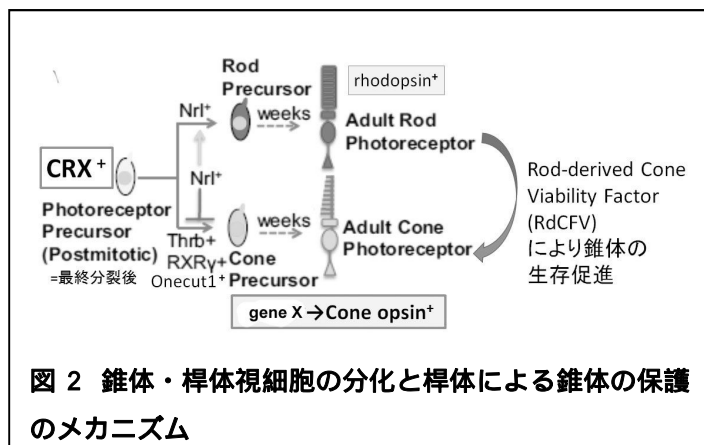 Rod
Precursor
rhodopsin⁺
Nrl⁺
weeks
Adult Rod
Photoreceptor
CRX⁺
Nrl⁺
Photoreceptor
Precursor
(Postmitotic)
=最終分裂後
Thrb+
RXRγ+
Onecut1⁺
weeks
Cone
Precursor
Adult Cone
Photoreceptor
Rod-derived Cone
Viability Factor
(RdCFV)
により錐体の
生存促進
gene X→Cone opsin⁺
図 2 錐体・桿体視細胞の分化と桿体による錐体の保護
のメカニズム